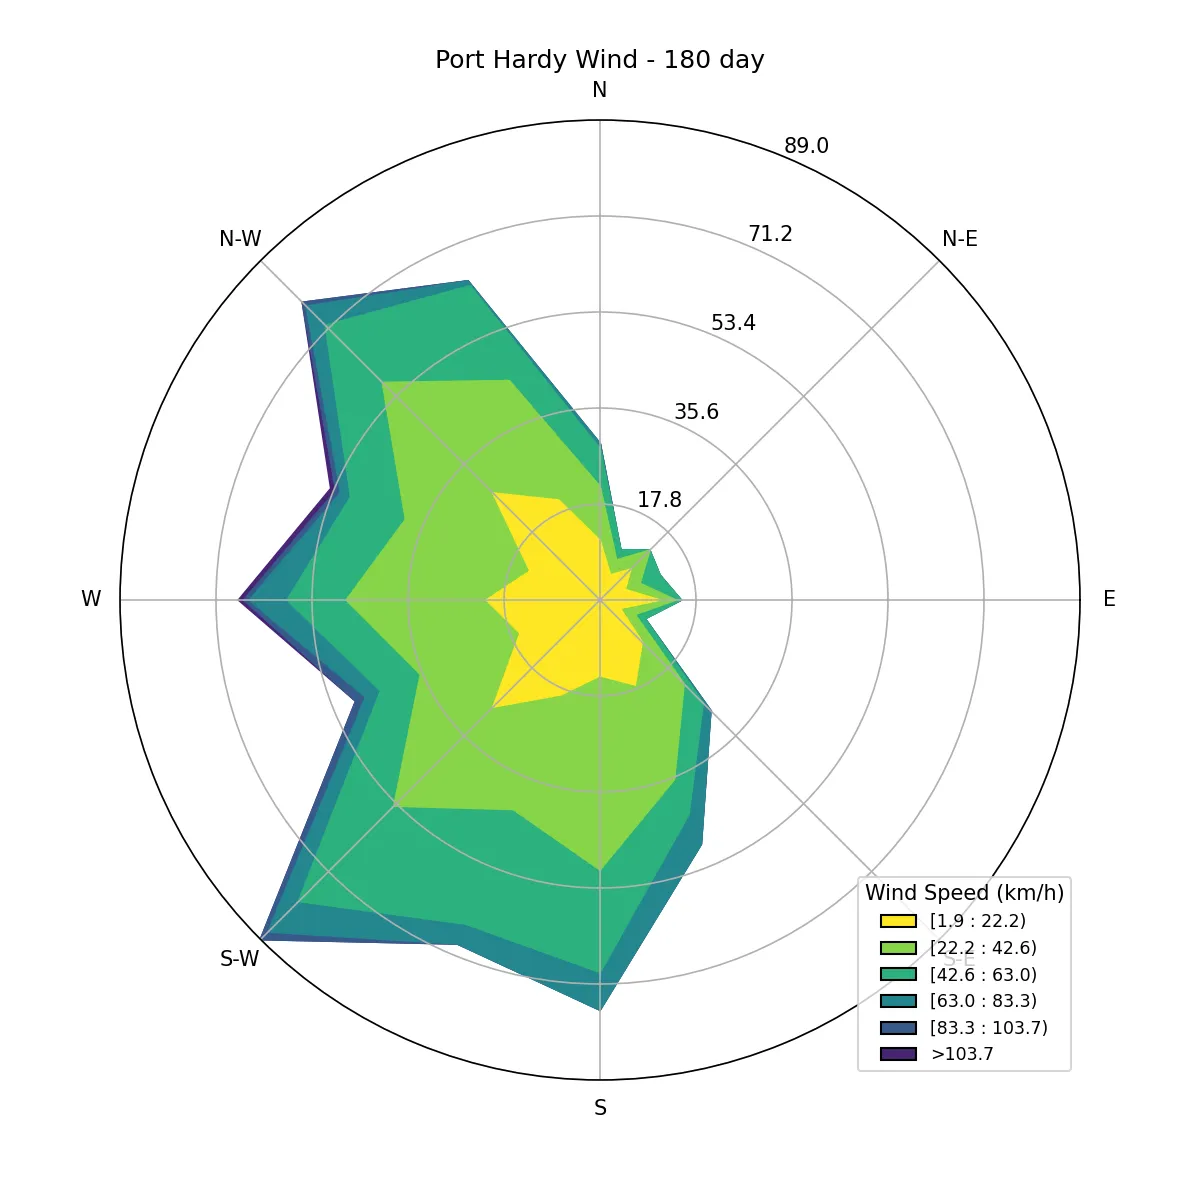 Port Hardy Wind - 180 day
N
89.0
N-W
71.2
N-E
53.4
35.6
17.8
W
E
Wind Speed (km/h)
[1.9 : 22.2)
[22.2 : 42.6)
S-W
S-E
[42.6 : 63.0)
[63.0 : 83.3)
[83.3 : 103.7)
>103.7
S